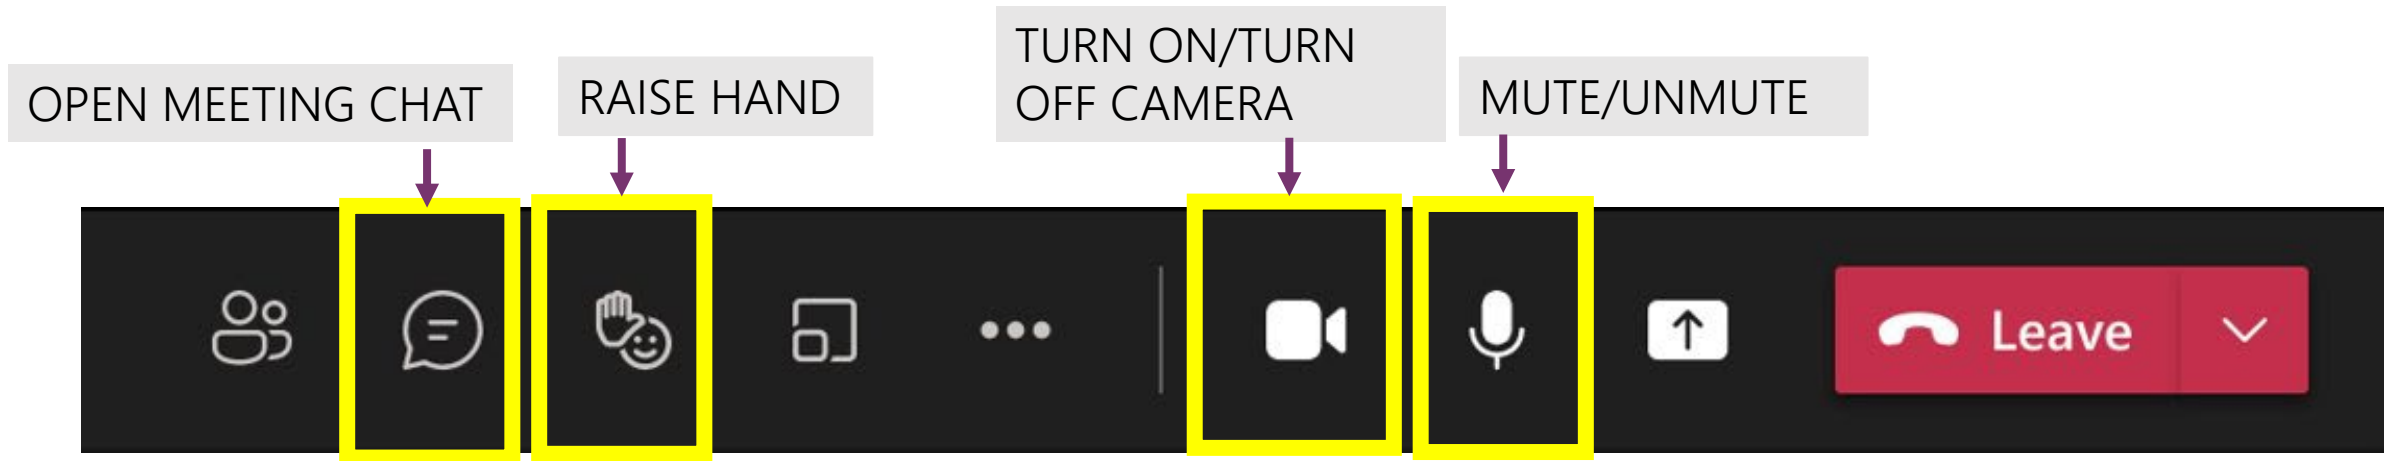 OPEN MEETING CHAT
RAISE HAND
TURN ON/TURN
OFF CAMERA
MUTE/UNMUTE
Leave